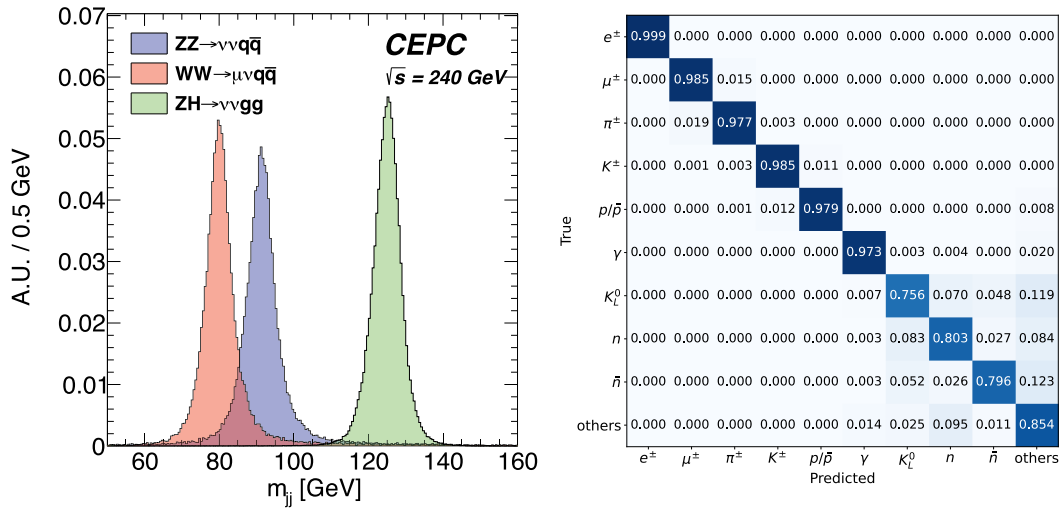 0.07
0.06
0.05
0.04
0.03
0.02
0.01
0
A.U. / 0.5 GeV
ZZ→ννqq̅
WW→μνqq̅
ZH→ννgg
CEPC
√s = 240 GeV
60 80 100 120 140 160
m_jj [GeV]
True
e± 0.999 0.000 0.000 0.000 0.000 0.000 0.000 0.000 0.000 0.000
μ± 0.000 0.985 0.015 0.000 0.000 0.000 0.000 0.000 0.000 0.000
π± 0.000 0.019 0.977 0.003 0.000 0.000 0.000 0.000 0.000 0.000
K± 0.000 0.001 0.003 0.985 0.011 0.000 0.000 0.000 0.000 0.000
p/p̅ 0.000 0.000 0.001 0.012 0.979 0.000 0.000 0.000 0.000 0.008
γ 0.000 0.000 0.000 0.000 0.000 0.973 0.003 0.004 0.000 0.020
K_L^0 0.000 0.000 0.000 0.000 0.000 0.007 0.756 0.070 0.048 0.119
n 0.000 0.000 0.000 0.000 0.000 0.003 0.083 0.803 0.027 0.084
n̅ 0.000 0.000 0.000 0.000 0.000 0.003 0.052 0.026 0.796 0.123
others 0.000 0.000 0.000 0.000 0.000 0.014 0.025 0.095 0.011 0.854
e± μ± π± K± p/p̅ γ K_L^0 n n̅ others
Predicted